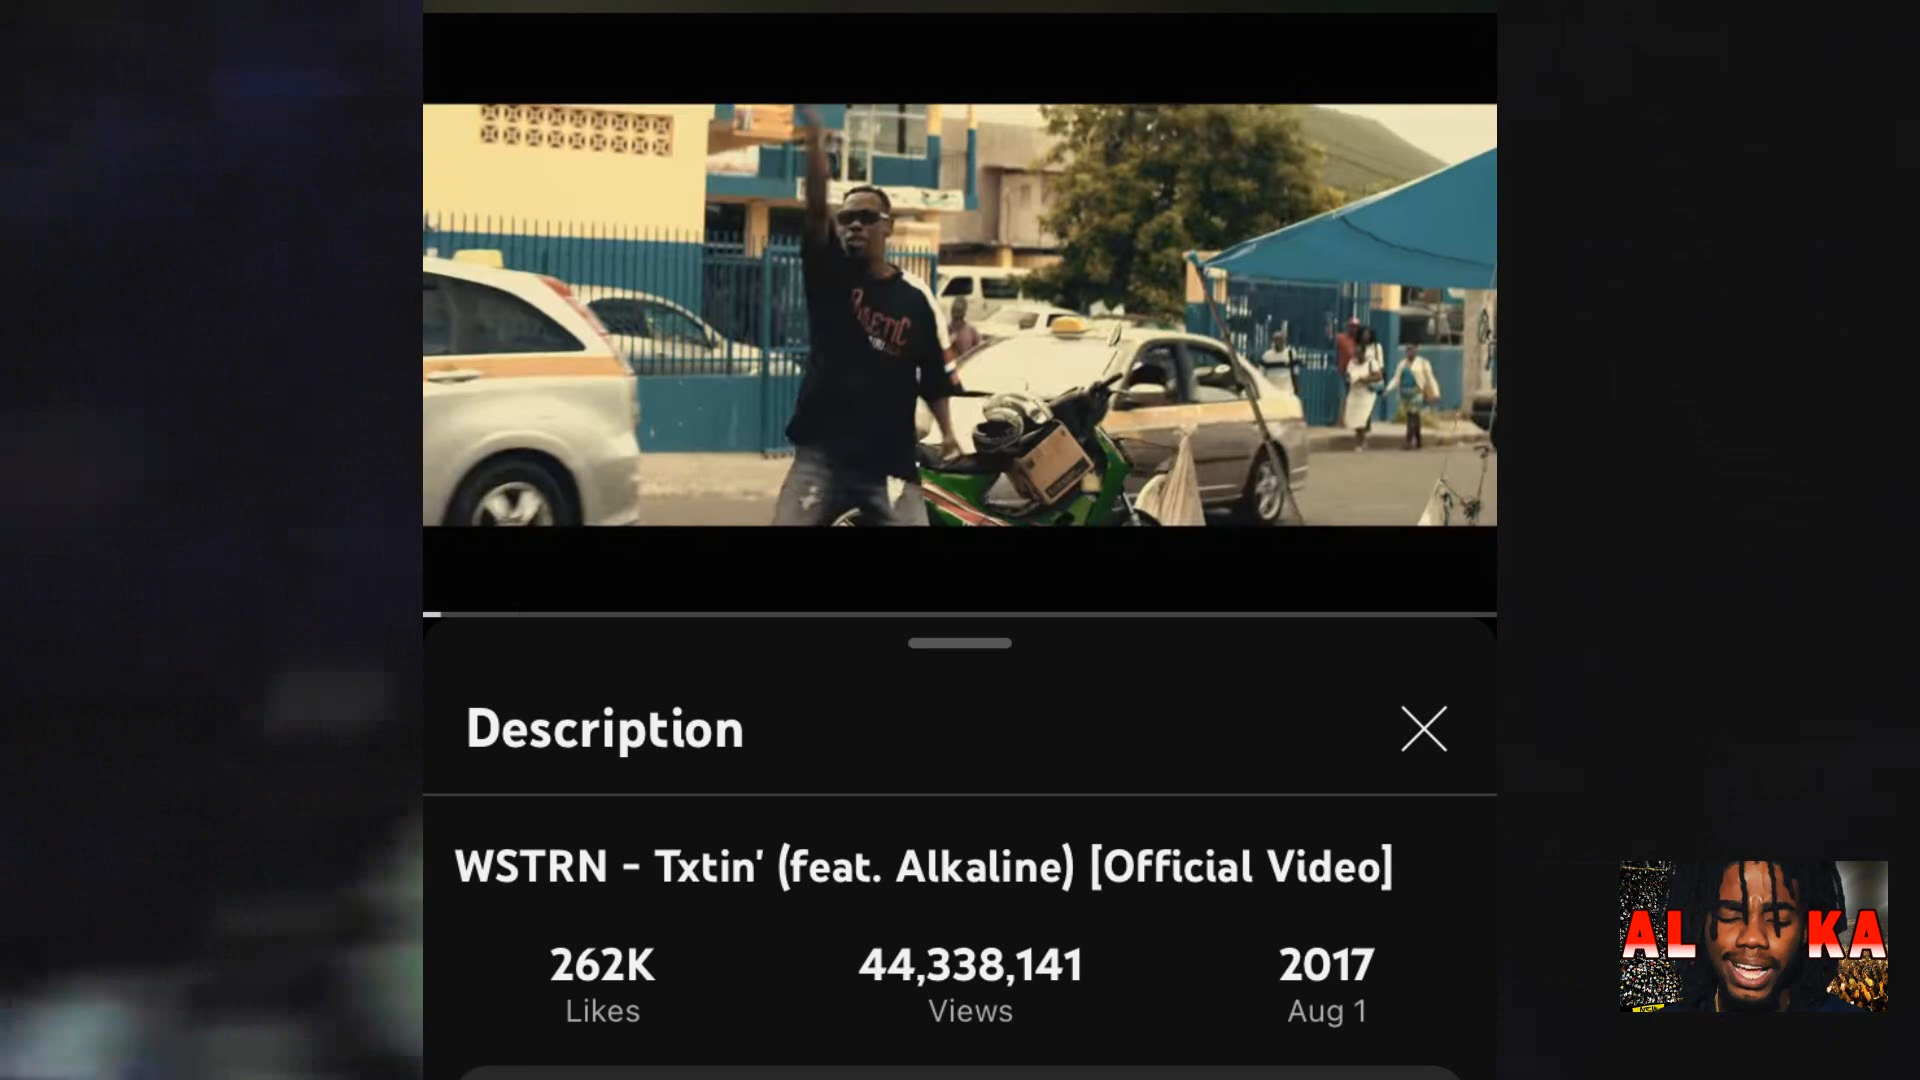 Description
WSTRN - Txtin' (feat. Alkaline) [Official Video]
262K 44,338,141 2017
Likes Views Aug 1
AL KA